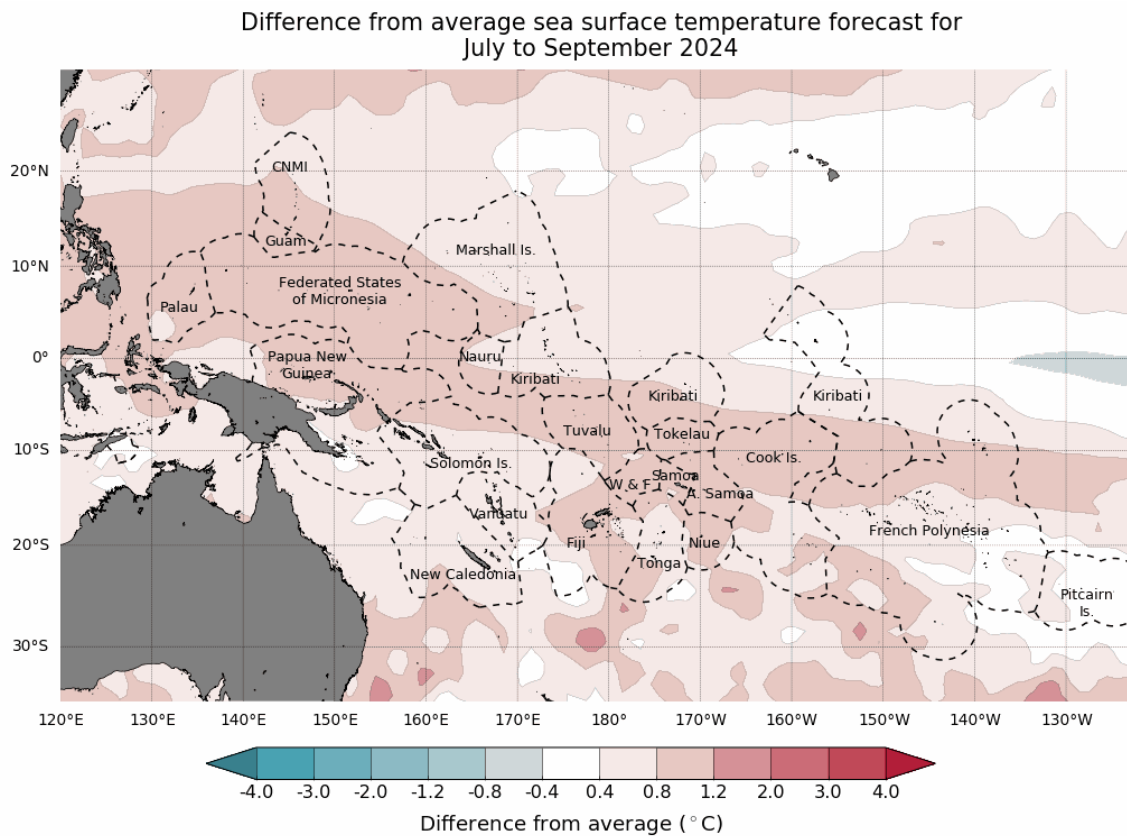 Difference from average sea surface temperature forecast for
July to September 2024
20°N
10°N
0°
10°S
20°S
30°S
CNMI
Guam
Marshall Is.
Federated States
of Micronesia
Palau
Papua New
Guinea
Nauru
Kiribati
Kiribati
Kiribati
Tuvalu
Tokelau
Solomon Is.
Cook Is.
W & F
Samoa
A. Samoa
Vanuatu
Fiji
Niue
French Polynesia
Tonga
New Caledonia
Pitcairn
Is.
120°E 130°E 140°E 150°E 160°E 170°E 180° 170°W 160°W 150°W 140°W 130°W
-4.0 -3.0 -2.0 -1.2 -0.8 -0.4 0.4 0.8 1.2 2.0 3.0 4.0
Difference from average (°C)